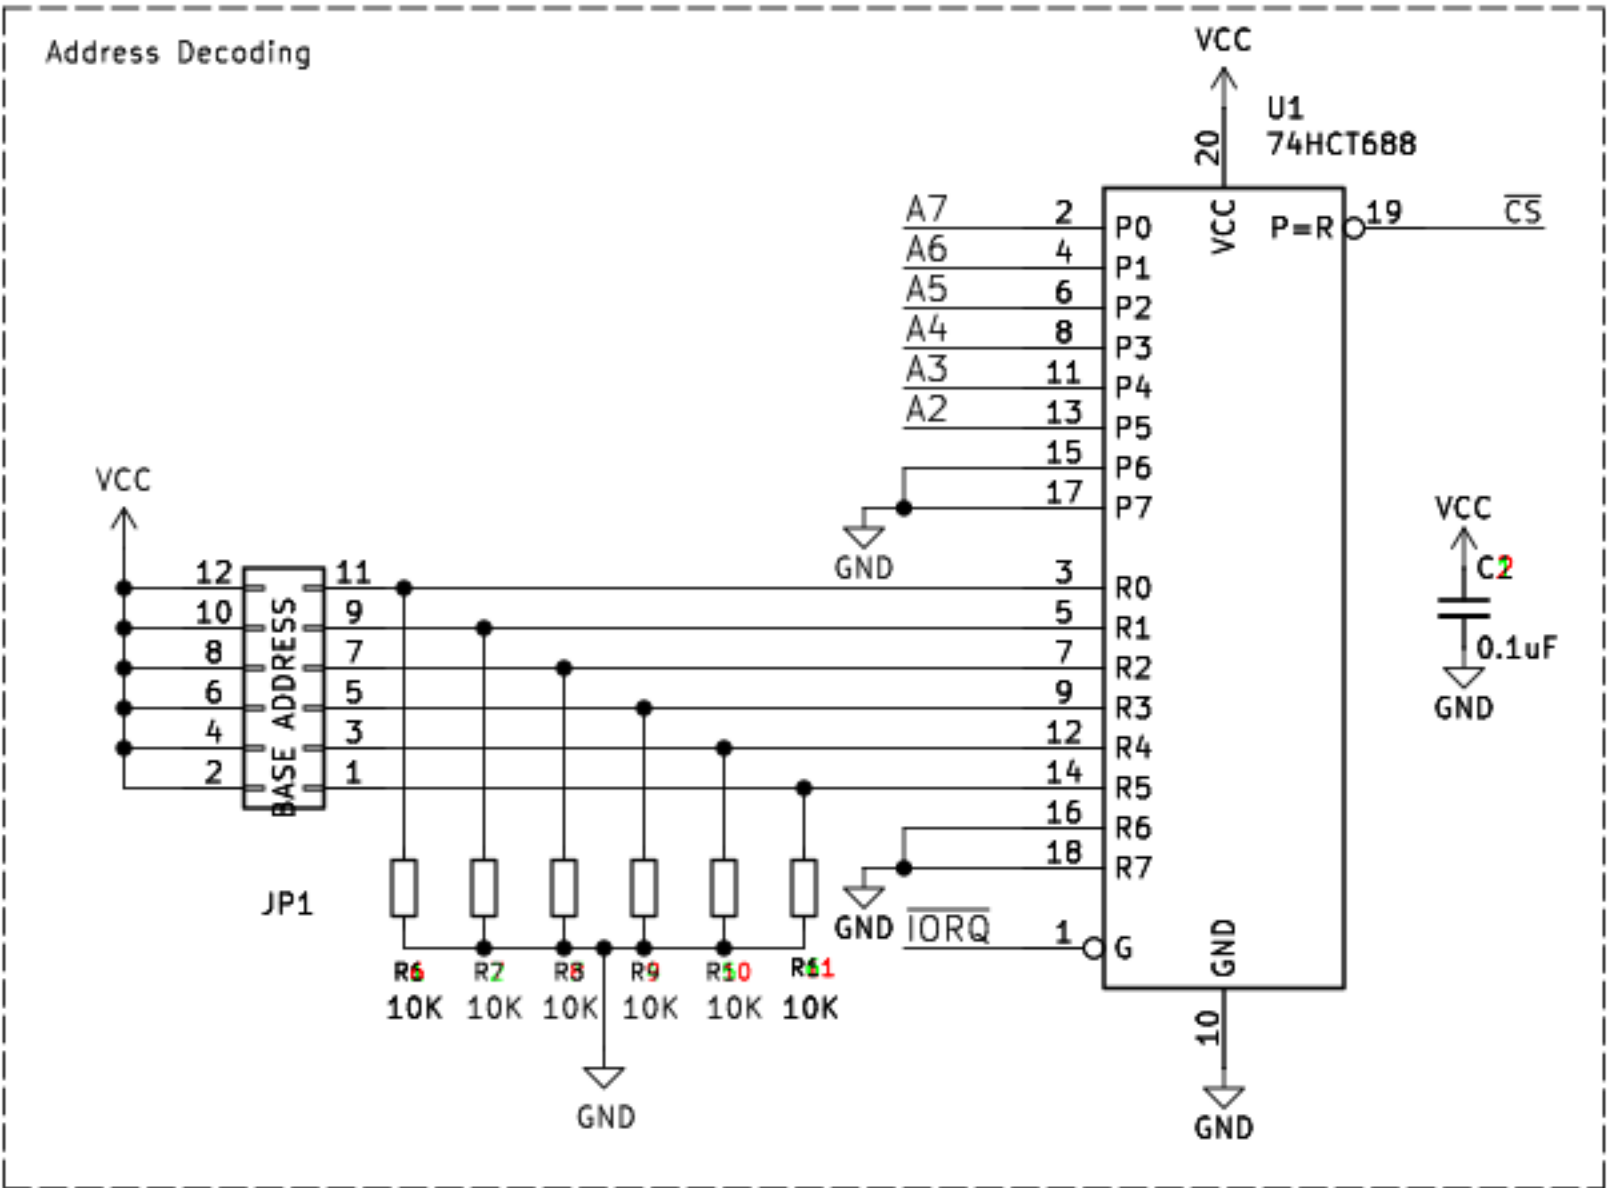 Address Decoding
VCC
U1
74HCT688
20
VCC
A7 2 P0
P=R 19 CS
A6 4 P1
A5 6 P2
A4 8 P3
A3 11 P4
A2 13 P5
15 P6
17 P7
GND
VCC
12 11 3 R0
10 9 5 R1
8 7 7 R2
6 5 9 R3
4 3 12 R4
2 1 14 R5
BASE ADDRESS
16 R6
18 R7
GND
IORQ 1 G
JP1
R7 R8 R9
10K 10K 10K 10K 10K 10K
GND
GND
10
GND
VCC
0.1uF
GND